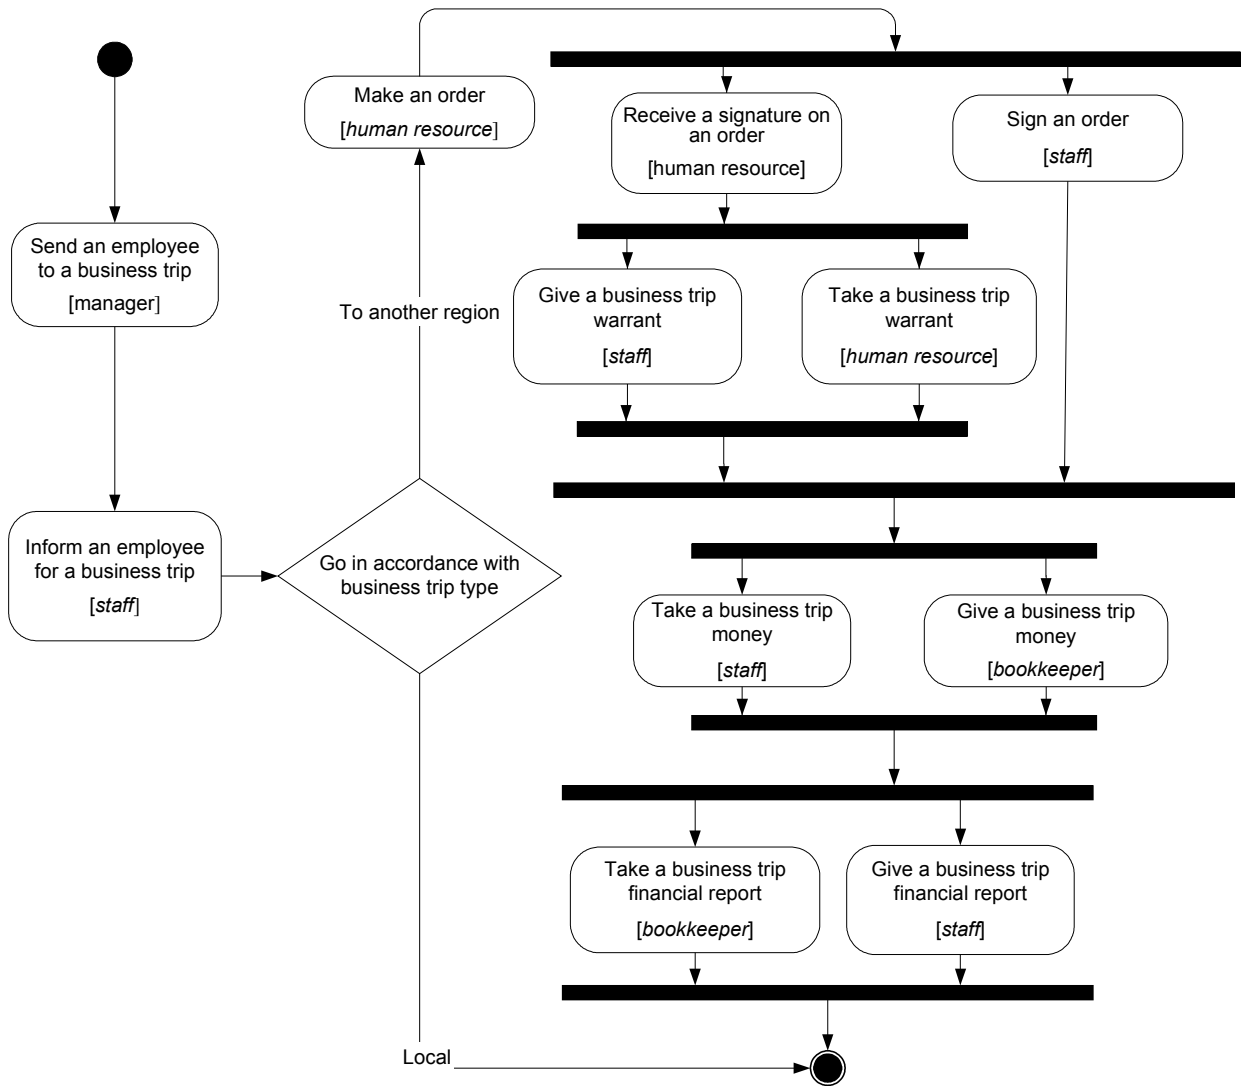 Make an order
[human resource]
Receive a signature on
an order
[human resource]
Sign an order
[staff]
Send an employee
to a business trip
[manager]
To another region
Give a business trip
warrant
[staff]
Take a business trip
warrant
[human resource]
Inform an employee
for a business trip
[staff]
Go in accordance with
business trip type
Take a business trip
money
[staff]
Give a business trip
money
[bookkeeper]
Take a business trip
financial report
[bookkeeper]
Give a business trip
financial report
[staff]
Local